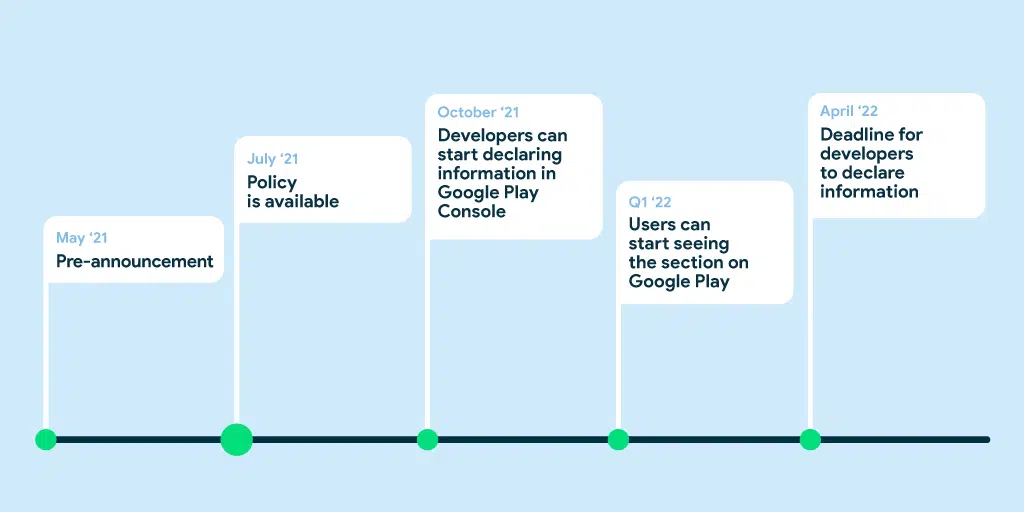 May ‘21
Pre-announcement
July ‘21
Policy
is available
October ‘21
Developers can
start declaring
information in
Google Play
Console
Q1 ‘22
Users can
start seeing
the section on
Google Play
April ‘22
Deadline for
developers
to declare
information